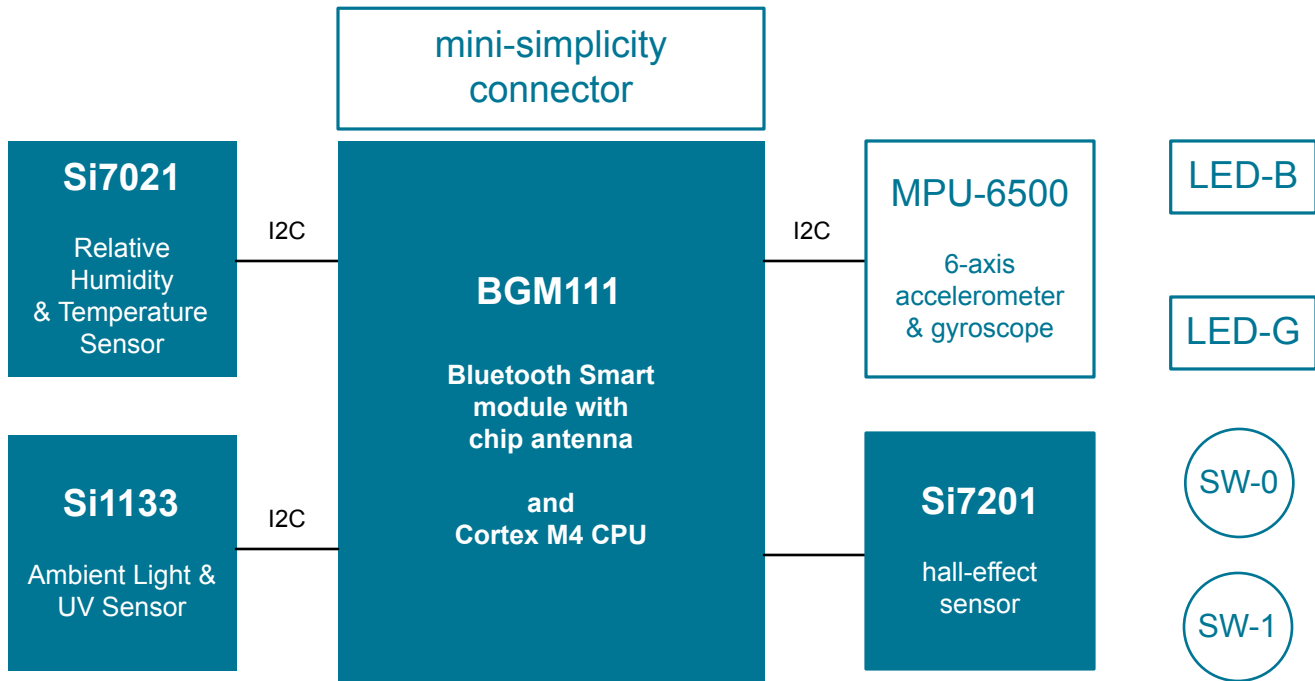 mini-simplicity
connector
Si7021
Relative
Humidity
& Temperature
Sensor
I2C
BGM111
Bluetooth Smart
module with
chip antenna
and
Cortex M4 CPU
I2C
MPU-6500
6-axis
accelerometer
& gyroscope
LED-B
LED-G
Si1133
Ambient Light &
UV Sensor
I2C
Si7201
hall-effect
sensor
SW-0
SW-1